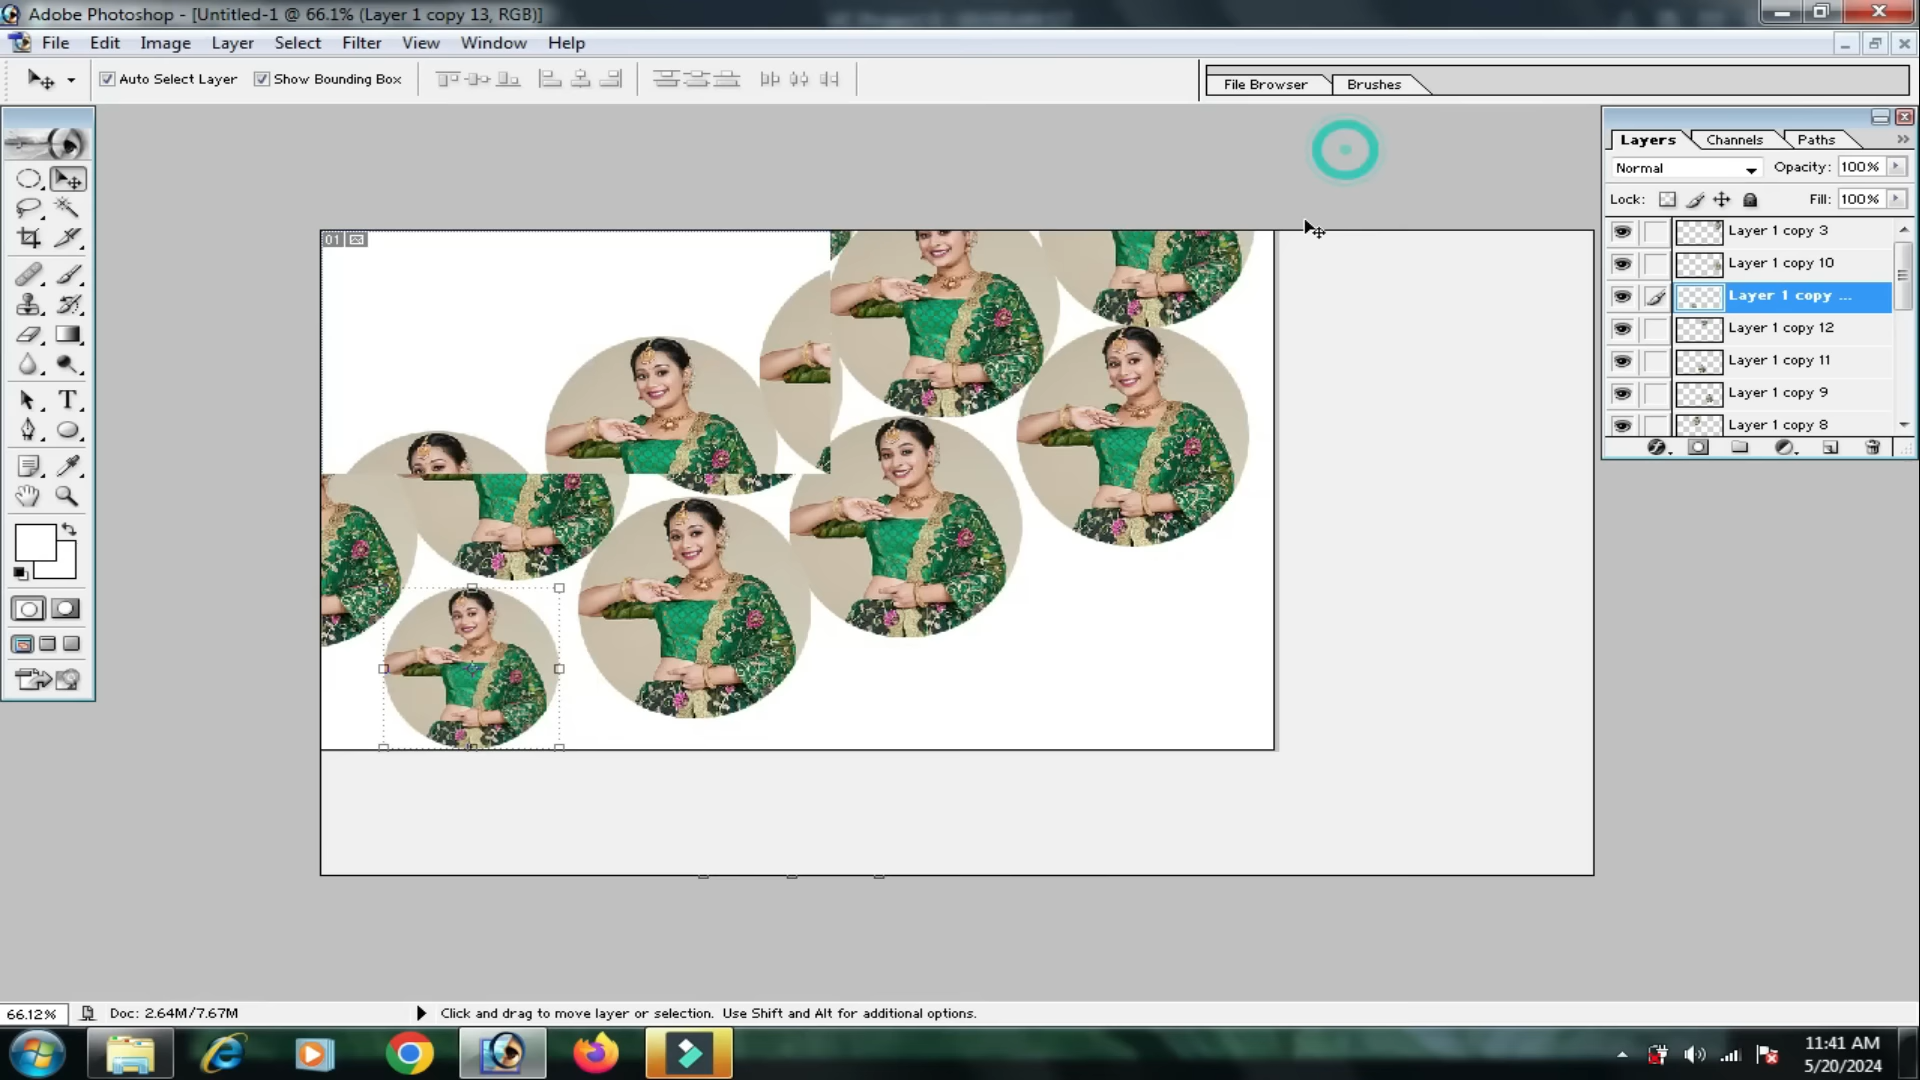 Adobe Photoshop - [Untitled-1 @ 66.1% (Layer 1 copy 13, RGB)]
File Edit Image Layer Select Filter View Window Help
Auto Select Layer Show Bounding Box
File Browser Brushes
Layers Channels Paths
Normal Opacity: 100%
Lock: Fill: 100%
Layer 1 copy 3
Layer 1 copy 10
Layer 1 copy ...
Layer 1 copy 12
Layer 1 copy 11
Layer 1 copy 9
Layer 1 copy 8
01
T
66.12% Doc: 2.64M/7.67M Click and drag to move layer or selection. Use Shift and Alt for additional options.
11:41 AM
5/20/2024